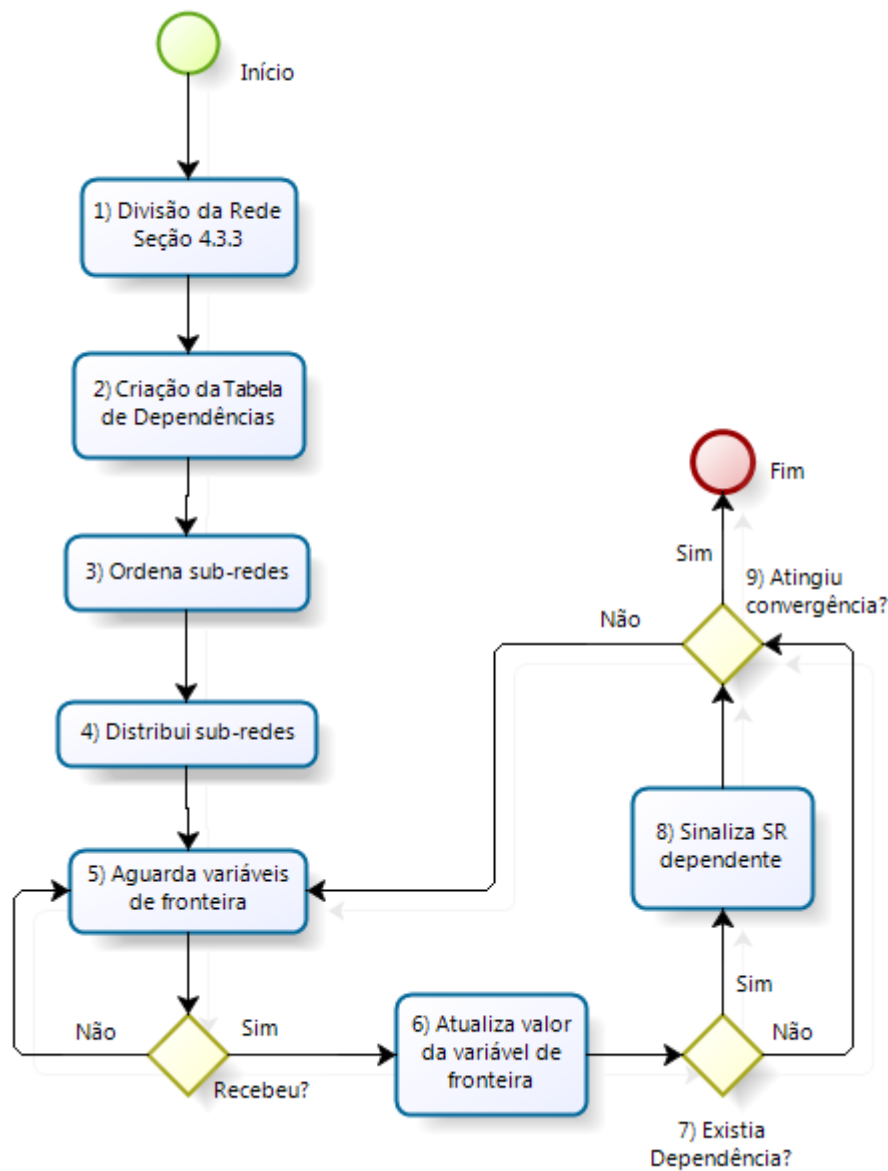 Início
1) Divisão da Rede
Seção 4.3.3
2) Criação da Tabela
de Dependências
3) Ordena sub-redes
4) Distribui sub-redes
5) Aguarda variáveis
de fronteira
Não
Sim
Recebeu?
6) Atualiza valor
da variável de
fronteira
7) Existia
Dependência?
Sim
Não
8) Sinaliza SR
dependente
9) Atingiu
convergência?
Não
Sim
Fim